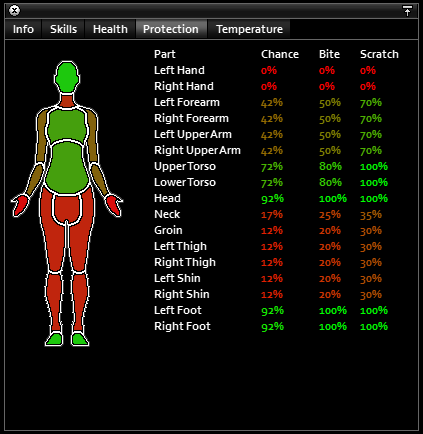 Info Skills Health Protection Temperature
Part Chance Bite Scratch
Left Hand 0% 0% 0%
Right Hand 0% 0% 0%
Left Forearm 42% 50% 70%
Right Forearm 42% 50% 70%
Left Upper Arm 42% 50% 70%
Right Upper Arm 42% 50% 70%
Upper Torso 72% 80% 100%
Lower Torso 72% 80% 100%
Head 92% 100% 100%
Neck 17% 25% 35%
Groin 12% 20% 30%
Left Thigh 12% 20% 30%
Right Thigh 12% 20% 30%
Left Shin 12% 20% 30%
Right Shin 12% 20% 30%
Left Foot 92% 100% 100%
Right Foot 92% 100% 100%